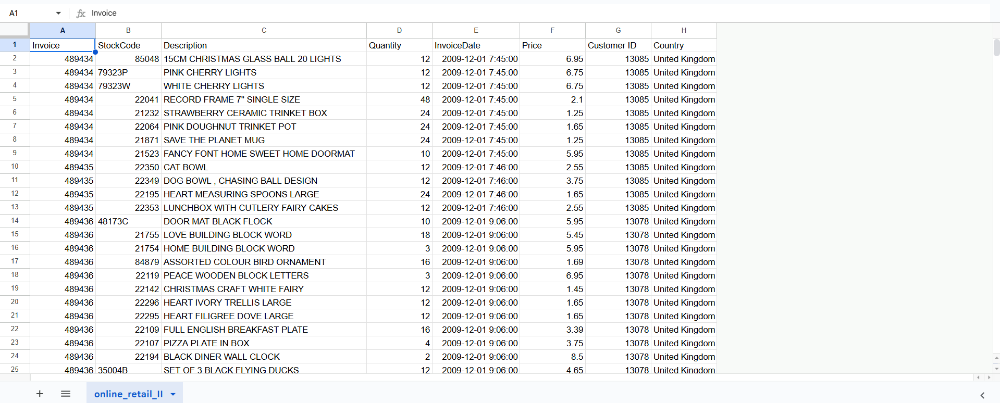 A1 fx Invoice
A B C D E F G H
1 Invoice StockCode Description Quantity InvoiceDate Price Customer ID Country
2 489434 85048 15CM CHRISTMAS GLASS BALL 20 LIGHTS 12 2009-12-01 7:45:00 6.95 13085 United Kingdom
3 489434 79323P PINK CHERRY LIGHTS 12 2009-12-01 7:45:00 6.75 13085 United Kingdom
4 489434 79323W WHITE CHERRY LIGHTS 12 2009-12-01 7:45:00 6.75 13085 United Kingdom
5 489434 22041 RECORD FRAME 7" SINGLE SIZE 48 2009-12-01 7:45:00 2.1 13085 United Kingdom
6 489434 21232 STRAWBERRY CERAMIC TRINKET BOX 24 2009-12-01 7:45:00 1.25 13085 United Kingdom
7 489434 22064 PINK DOUGHNUT TRINKET POT 24 2009-12-01 7:45:00 1.65 13085 United Kingdom
8 489434 21871 SAVE THE PLANET MUG 24 2009-12-01 7:45:00 1.25 13085 United Kingdom
9 489434 21523 FANCY FONT HOME SWEET HOME DOORMAT 10 2009-12-01 7:45:00 5.95 13085 United Kingdom
10 489435 22350 CAT BOWL 12 2009-12-01 7:46:00 2.55 13085 United Kingdom
11 489435 22349 DOG BOWL , CHASING BALL DESIGN 12 2009-12-01 7:46:00 3.75 13085 United Kingdom
12 489435 22195 HEART MEASURING SPOONS LARGE 24 2009-12-01 7:46:00 1.65 13085 United Kingdom
13 489435 22353 LUNCHBOX WITH CUTLERY FAIRY CAKES 12 2009-12-01 7:46:00 2.55 13085 United Kingdom
14 489436 48173C DOOR MAT BLACK FLOCK 10 2009-12-01 9:06:00 5.95 13078 United Kingdom
15 489436 21755 LOVE BUILDING BLOCK WORD 18 2009-12-01 9:06:00 5.45 13078 United Kingdom
16 489436 21754 HOME BUILDING BLOCK WORD 3 2009-12-01 9:06:00 5.95 13078 United Kingdom
17 489436 84879 ASSORTED COLOUR BIRD ORNAMENT 16 2009-12-01 9:06:00 1.69 13078 United Kingdom
18 489436 22119 PEACE WOODEN BLOCK LETTERS 3 2009-12-01 9:06:00 6.95 13078 United Kingdom
19 489436 22142 CHRISTMAS CRAFT WHITE FAIRY 12 2009-12-01 9:06:00 1.45 13078 United Kingdom
20 489436 22296 HEART IVORY TRELLIS LARGE 12 2009-12-01 9:06:00 1.65 13078 United Kingdom
21 489436 22295 HEART FILIGREE DOVE LARGE 12 2009-12-01 9:06:00 1.65 13078 United Kingdom
22 489436 22109 FULL ENGLISH BREAKFAST PLATE 16 2009-12-01 9:06:00 3.39 13078 United Kingdom
23 489436 22107 PIZZA PLATE IN BOX 4 2009-12-01 9:06:00 3.75 13078 United Kingdom
24 489436 22194 BLACK DINER WALL CLOCK 2 2009-12-01 9:06:00 8.5 13078 United Kingdom
25 489436 35004B SET OF 3 BLACK FLYING DUCKS 12 2009-12-01 9:06:00 4.65 13078 United Kingdom
online_retail_II